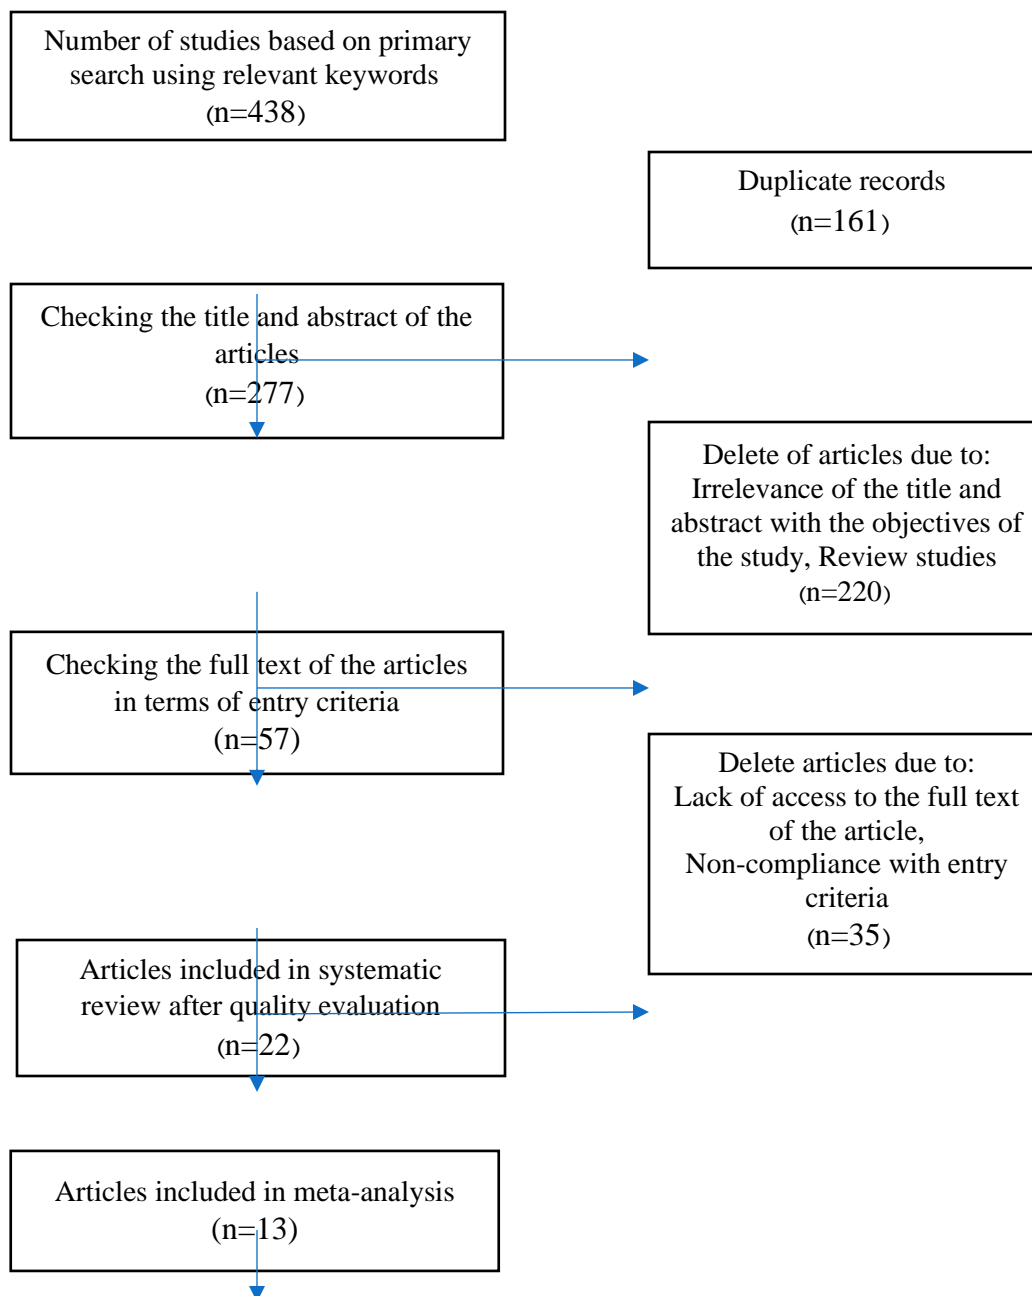 Number of studies based on primary
search using relevant keywords
(n=438)
Duplicate records
(n=161)
Checking the title and abstract of the
articles
(n=277)
Delete of articles due to:
Irrelevance of the title and
abstract with the objectives of
the study, Review studies
(n=220)
Checking the full text of the articles
in terms of entry criteria
(n=57)
Delete articles due to:
Lack of access to the full text
of the article,
Non-compliance with entry
criteria
(n=35)
Articles included in systematic
review after quality evaluation
(n=22)
Articles included in meta-analysis
(n=13)